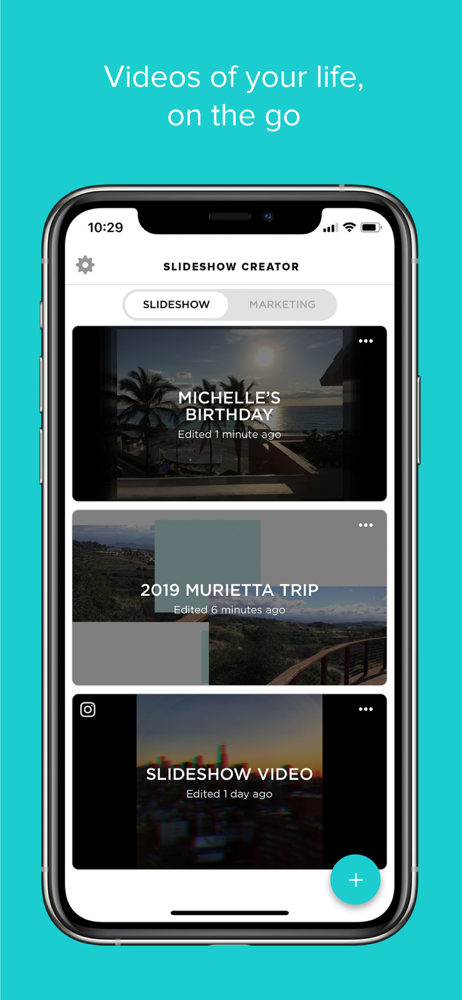 Videos of your life,
on the go
10:29
SLIDESHOW CREATOR
SLIDESHOW MARKETING
MICHELLE'S
BIRTHDAY
Edited 1 minute ago
2019 MURIETTA TRIP
Edited 6 minutes ago
SLIDESHOW VIDEO
Edited 1 day ago